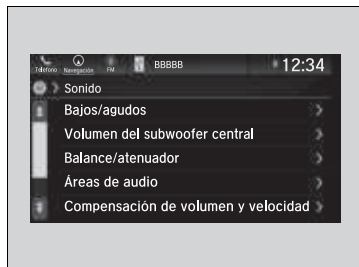 Teléfono Navegación FM BBBBB 12:34
Sonido
Bajos/agudos
Volumen del subwoofer central
Balance/atenuador
Áreas de audio
Compensación de volumen y velocidad